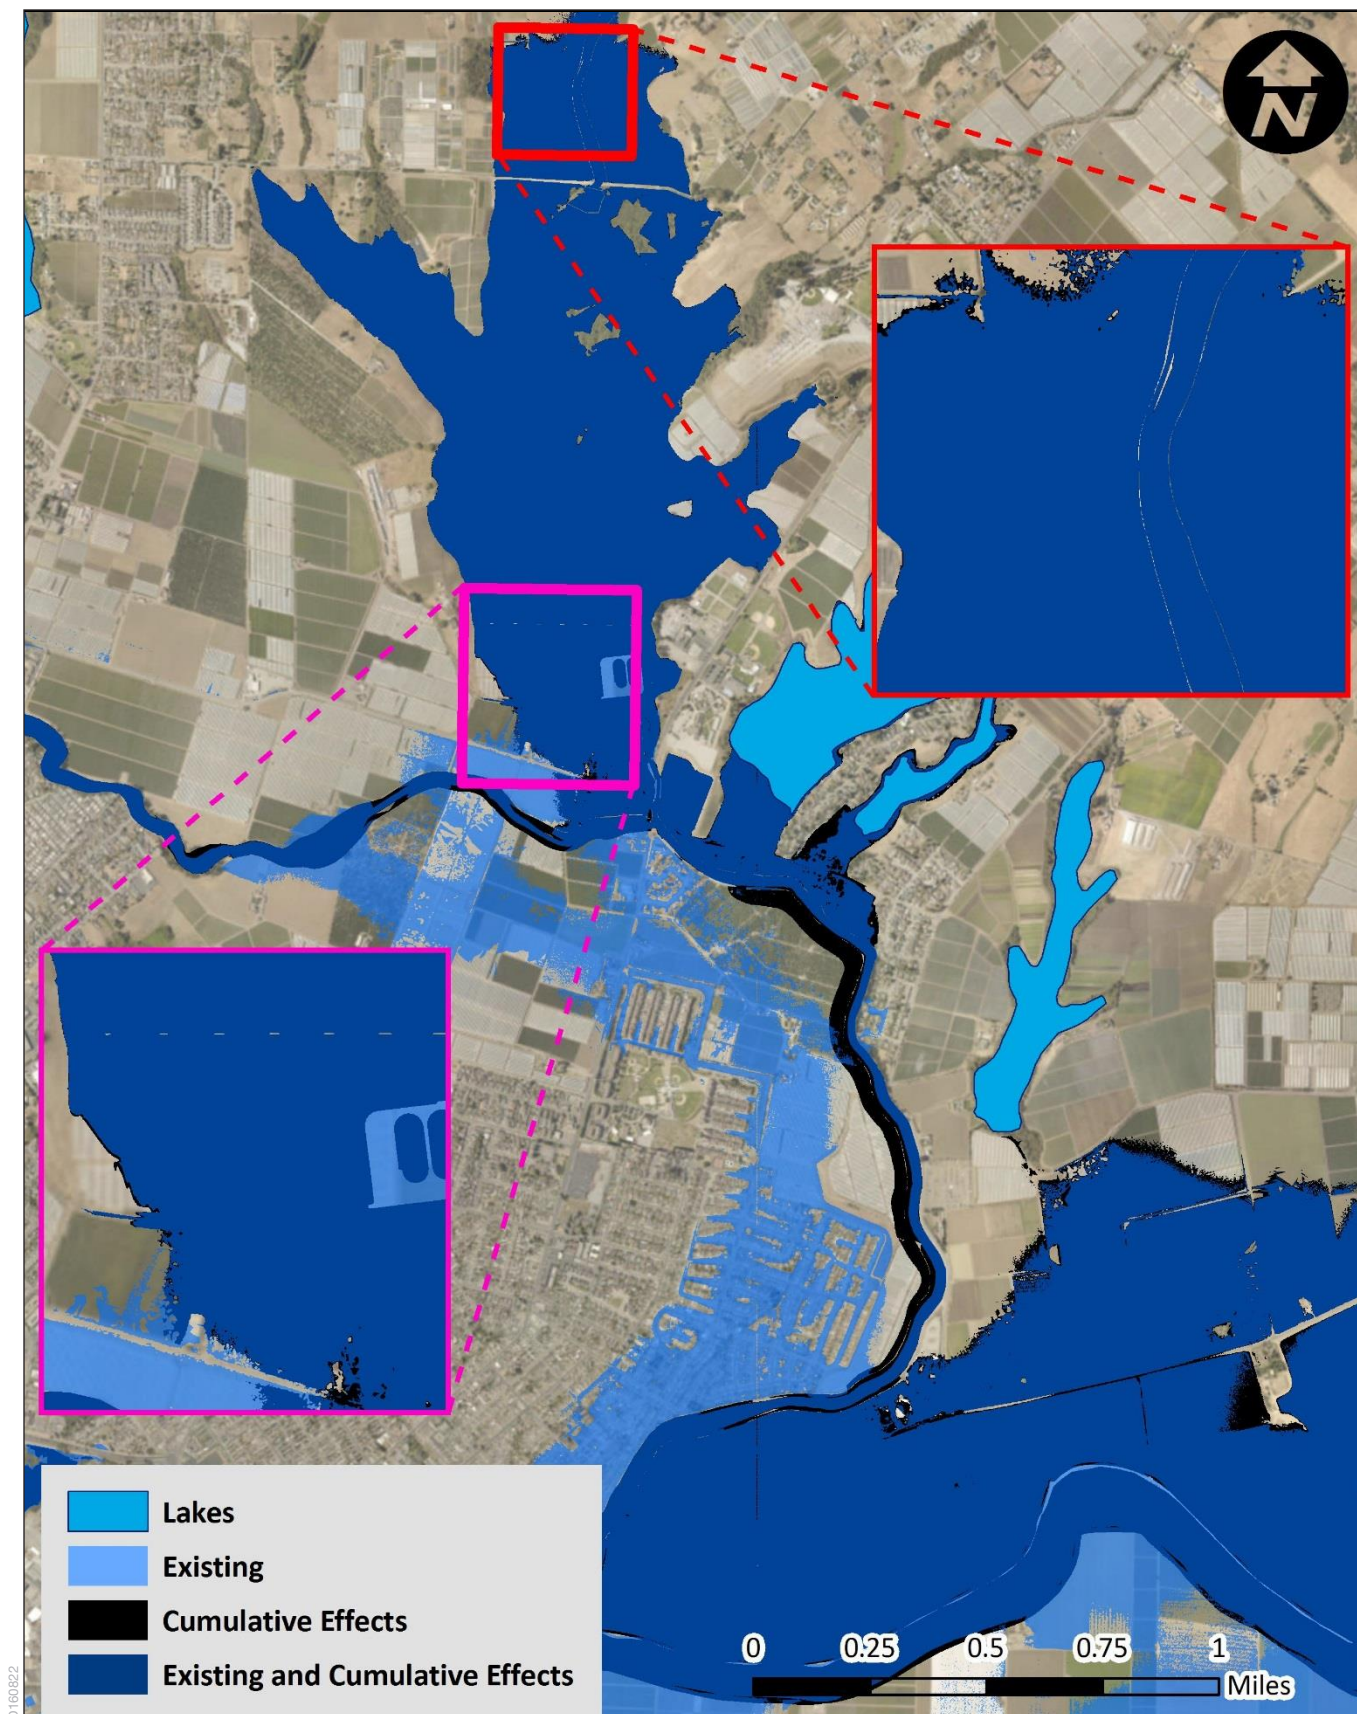 N
Lakes
Existing
Cumulative Effects
Existing and Cumulative Effects
0 0.25 0.5 0.75 1
Miles